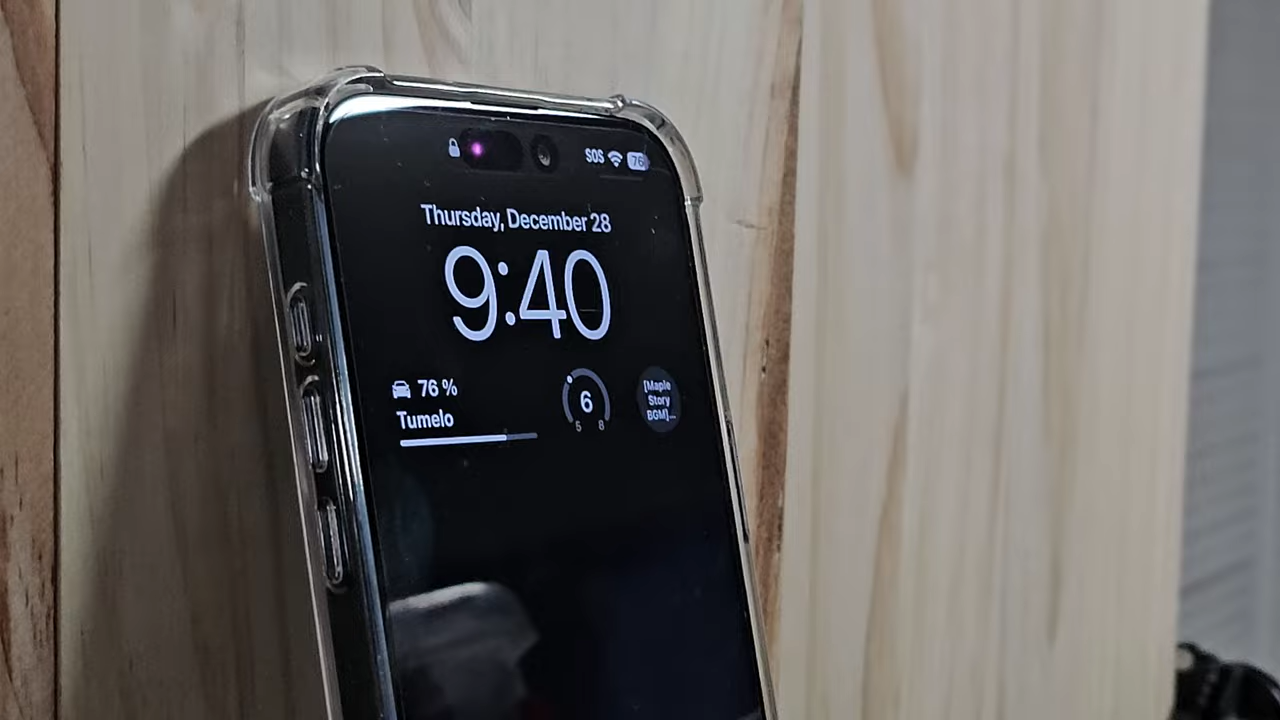 SOS 76
Thursday, December 28
9:40
76 %
Tumelo
6
5 8
[Maple
Story
BGM]...